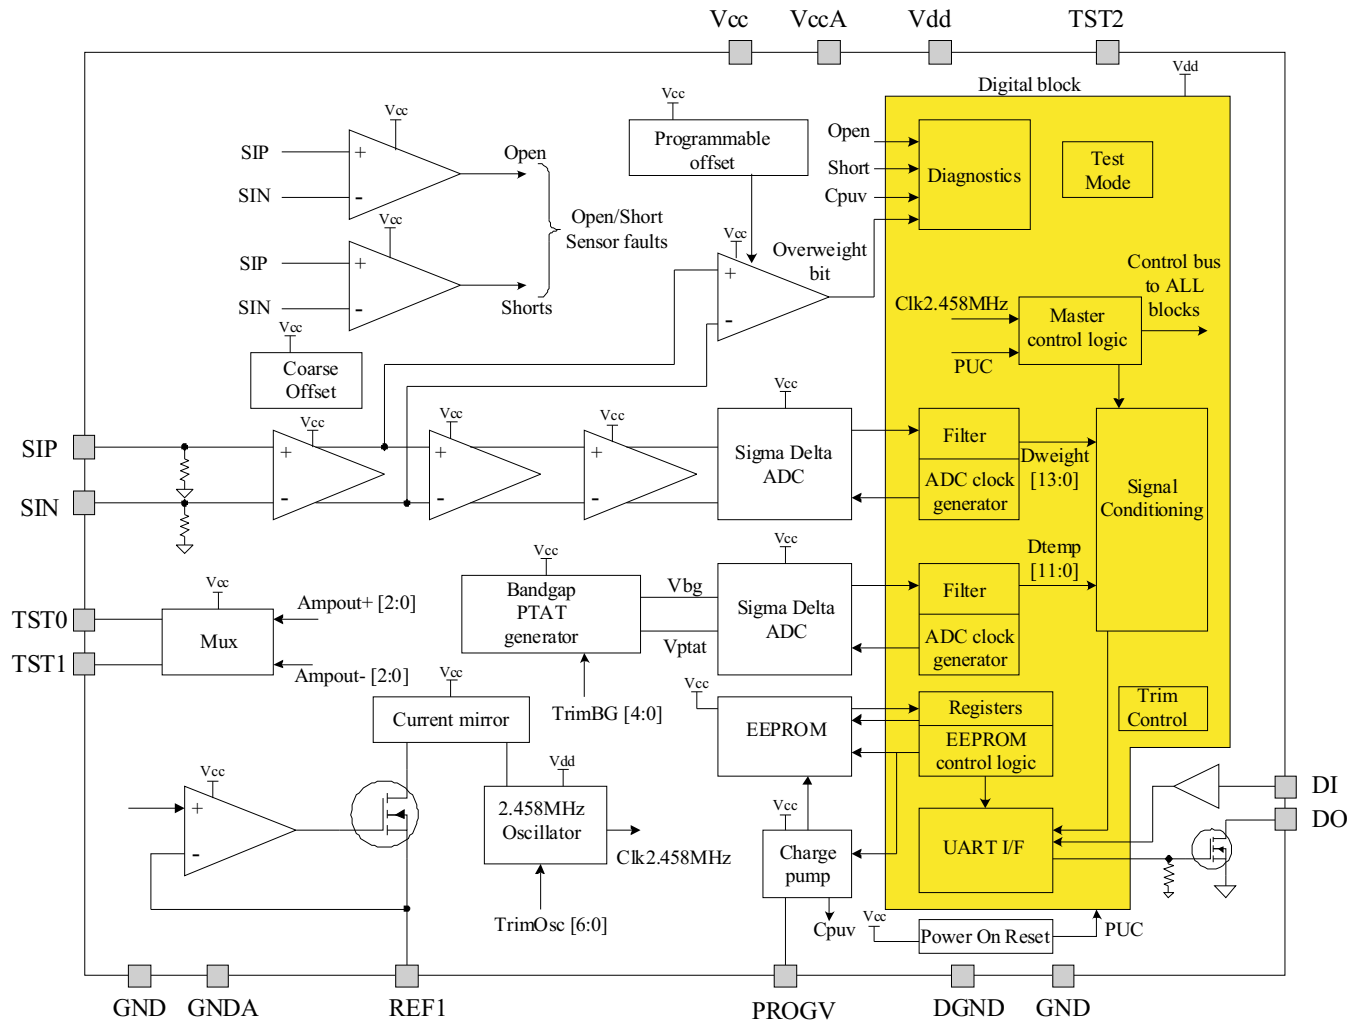 Vcc
VccA
Vdd
TST2
Digital block
Vdd
Vcc
Vcc
Programmable
offset
SIP
SIN
Open
Vcc
SIP
SIN
Shorts
Open/Short
Sensor faults
Vcc
Overweight
bit
Open
Short
Cpuv
Diagnostics
Test
Mode
Control bus
to ALL
blocks
Clk2.458MHz
PUC
Master
control logic
Vcc
Coarse
Offset
SIP
SIN
Vcc
Vcc
Vcc
Vcc
Sigma Delta
ADC
Filter
ADC clock
generator
Dweight
[13:0]
Signal
Conditioning
Dtemp
[11:0]
TST0
TST1
Vcc
Mux
Ampout+ [2:0]
Ampout- [2:0]
Vcc
Bandgap
PTAT
generator
Vbg
Vptat
TrimBG [4:0]
Vcc
Sigma Delta
ADC
Filter
ADC clock
generator
Vcc
Current mirror
Vcc
EEPROM
Registers
EEPROM
control logic
Trim
Control
Vcc
Vdd
2.458MHz
Oscillator
Clk2.458MHz
TrimOsc [6:0]
Vcc
Charge
pump
Cpuv
UART I/F
DI
DO
Vcc
Power On Reset
PUC
GND
GNDA
REF1
PROGV
DGND
GND
+
-
+
-
+
-
+
-
+
-
+
-
+
-